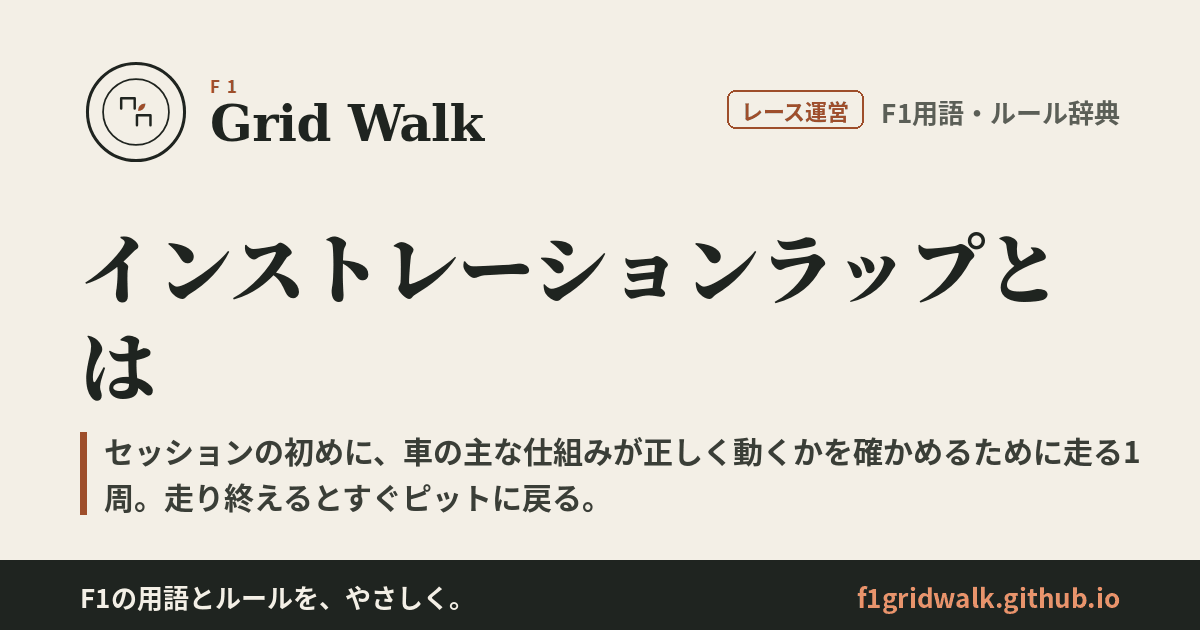 F1
Grid Walk
レース運営
F1用語・ルール辞典
インストレーションラップと
は
セッションの初めに、車の主な仕組みが正しく動くかを確かめるために走る1
周。走り終えるとすぐピットに戻る。
F1の用語とルールを、やさしく。
f1gridwalk.github.io